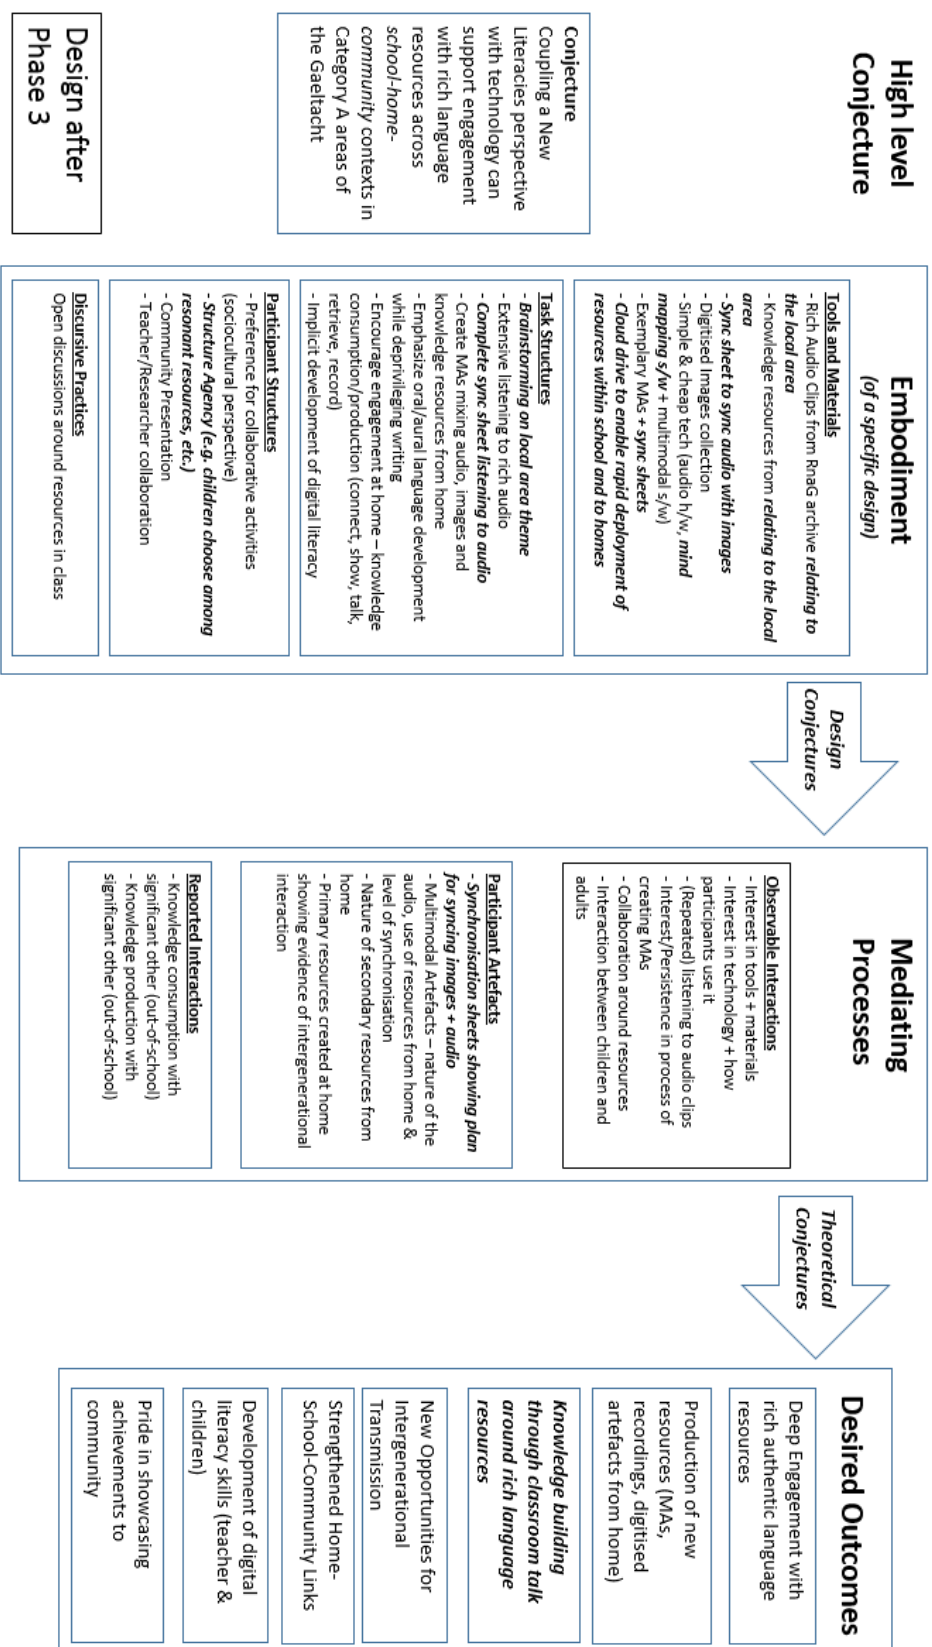 High level
Conjecture
Conjecture
Coupling a New
Literacies perspective
with technology can
support engagement
with rich language
resources across
school-home-
community contexts in
Category A areas of
the Gaeltacht
Design after
Phase 3
Embodiment
(of a specific design)
Tools and Materials
- Rich Audio Clips from RnaG archive relating to
the local area
- Knowledge resources from relating to the local
area
- Sync sheet to sync audio with images
- Digitised Images collection
- Simple & cheap tech (audio h/w, mind
mapping s/w + multimodal s/w)
- Exemplary MAs + sync sheets
- Cloud drive to enable rapid deployment of
resources within school and to homes
Task Structures
- Brainstorming on local area theme
- Extensive listening to rich audio
- Complete sync sheet listening to audio
- Create MAs mixing audio, images and
knowledge resources from home
- Emphasize oral/aural language development
while deprivileging writing
- Encourage engagement at home – knowledge
consumption/production (connect, show, talk,
retrieve, record)
- Implicit development of digital literacy
Participant Structures
- Preference for collaborative activities
(sociocultural perspective)
- Structure Agency (e.g. children choose among
resonant resources, etc.)
- Community Presentation
- Teacher/Researcher collaboration
Discursive Practices
Open discussions around resources in class
Design
Conjectures
Mediating
Processes
Observable Interactions
- Interest in tools + materials
- Interest in technology + how
participants use it
- (Repeated) listening to audio clips
- Interest/Persistence in process of
creating MAs
- Collaboration around resources
- Interaction between children and
adults
Participant Artefacts
- Synchronisation sheets showing plan
for syncing images + audio
- Multimodal Artefacts – nature of the
audio, use of resources from home &
level of synchronisation
- Nature of secondary resources from
home
- Primary resources created at home
showing evidence of intergenerational
interaction
Reported Interactions
- Knowledge consumption with
significant other (out-of-school)
- Knowledge production with
significant other (out-of-school)
Theoretical
Conjectures
Desired Outcomes
Deep Engagement with
rich authentic language
resources
Production of new
resources (MAs,
recordings, digitised
artefacts from home)
Knowledge building
through classroom talk
around rich language
resources
New Opportunities for
Intergenerational
Transmission
Strengthened Home-
School-Community Links
Development of digital
literacy skills (teacher &
children)
Pride in showcasing
achievements to
community